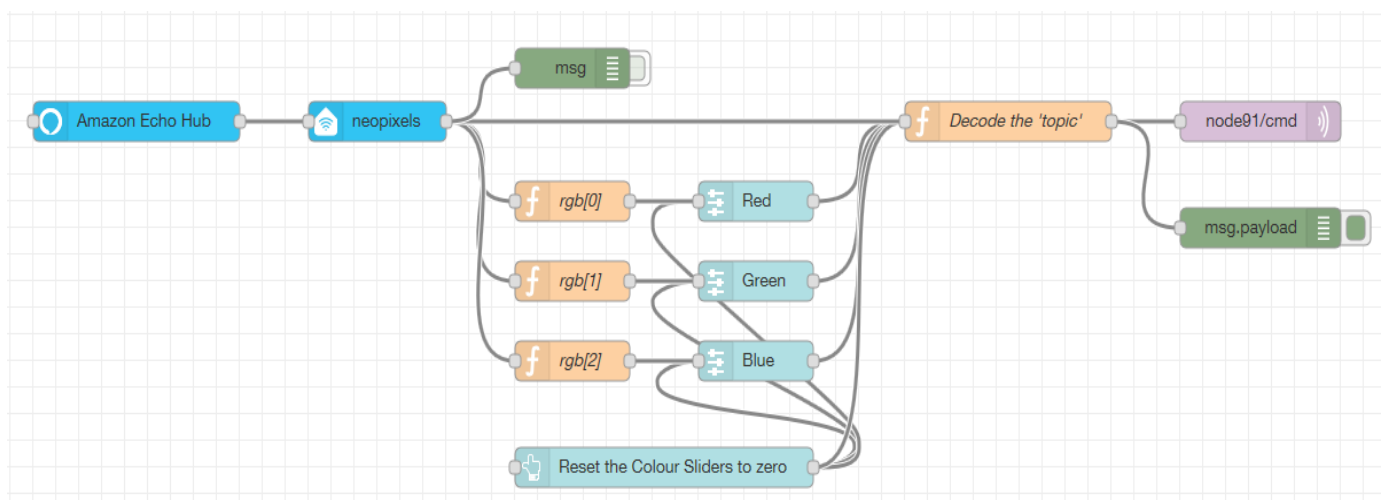 msg
Amazon Echo Hub
neopixels
Decode the 'topic'
node91/cmd
rgb[0]
Red
msg.payload
rgb[1]
Green
rgb[2]
Blue
Reset the Colour Sliders to zero